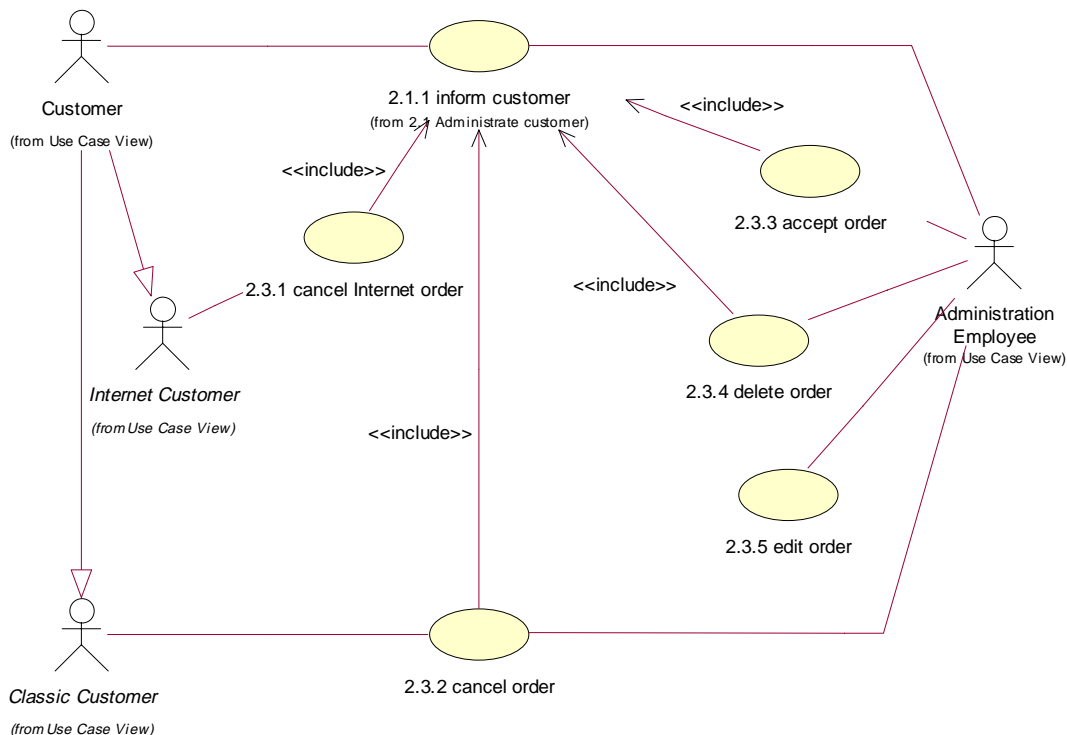 Customer
(from Use Case View)
2.1.1 inform customer
(from 2.1 Administrate customer)
<<include>>
<<include>>
2.3.3 accept order
2.3.1 cancel Internet order
<<include>>
Administration
Employee
(from Use Case View)
Internet Customer
(from Use Case View)
2.3.4 delete order
<<include>>
2.3.5 edit order
2.3.2 cancel order
Classic Customer
(from Use Case View)